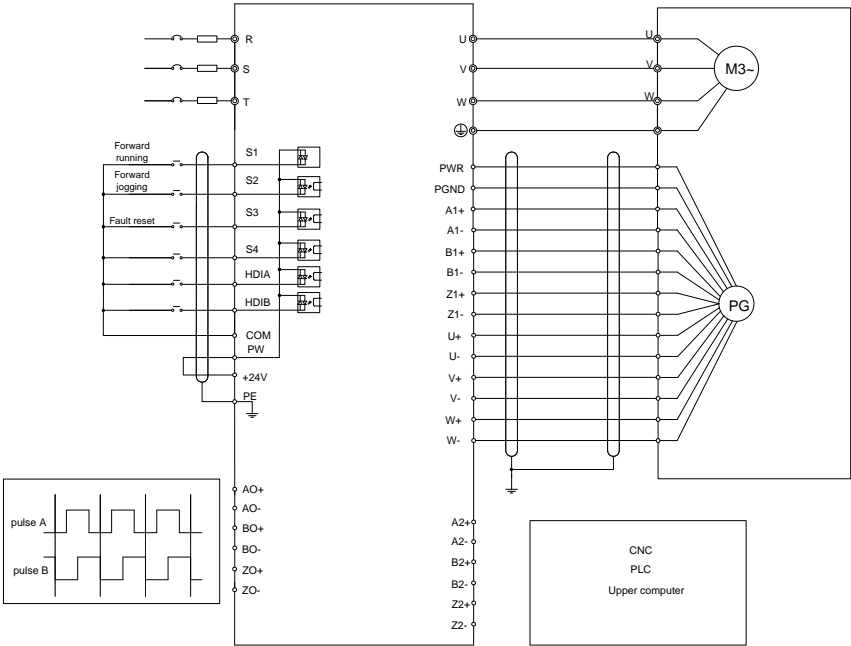 R
S
T
Forward
running
S1
Forward
jogging
S2
Fault reset
S3
S4
HDIA
HDIB
COM
PW
+24V
PE
AO+
AO-
BO+
BO-
ZO+
ZO-
pulse A
pulse B
U
V
W
PWR
PGND
A1+
A1-
B1+
B1-
Z1+
Z1-
U+
U-
V+
V-
W+
W-
A2+
A2-
B2+
B2-
Z2+
Z2-
U
V
W
M3~
PG
CNC
PLC
Upper computer